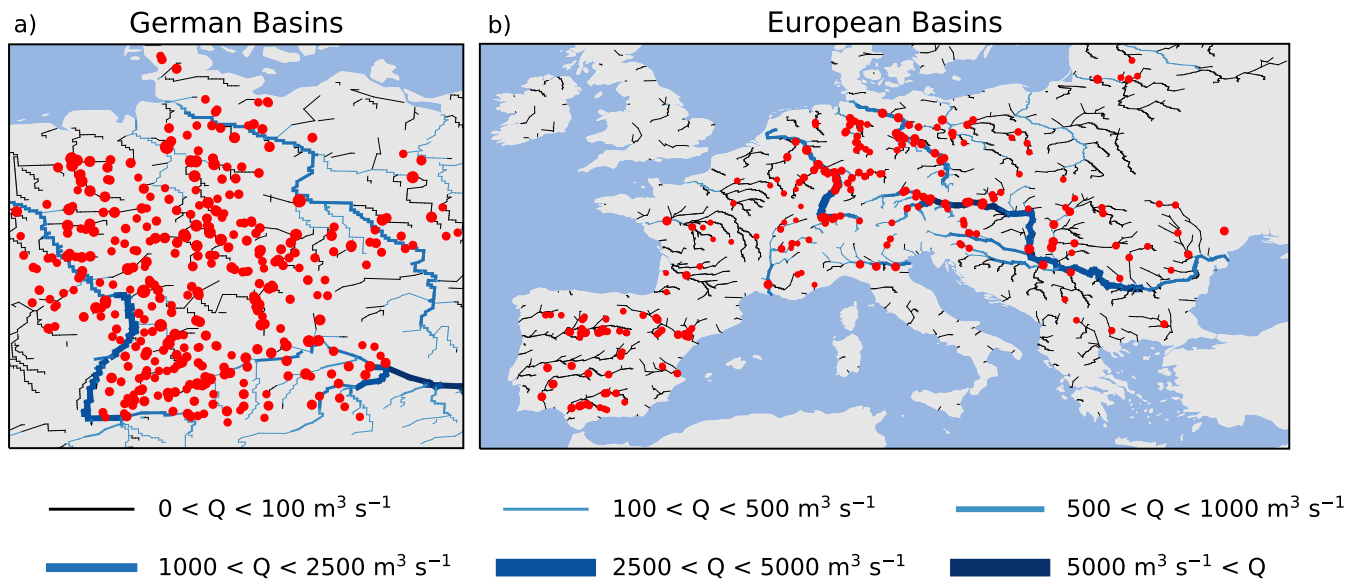 a) German Basins
b) European Basins
0 < Q < 100 m³ s⁻¹
100 < Q < 500 m³ s⁻¹
500 < Q < 1000 m³ s⁻¹
1000 < Q < 2500 m³ s⁻¹
2500 < Q < 5000 m³ s⁻¹
5000 m³ s⁻¹ < Q